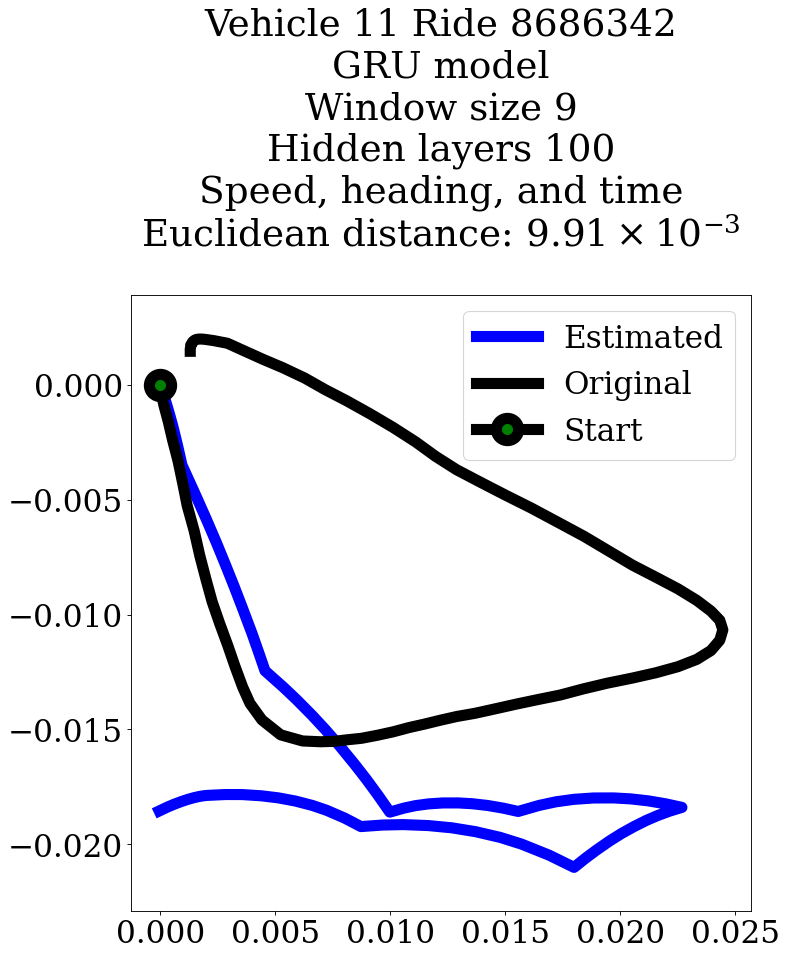 Vehicle 11 Ride 8686342
GRU model
Window size 9
Hidden layers 100
Speed, heading, and time
Euclidean distance: 9.91 × 10⁻³
Estimated
Original
Start
0.000
−0.005
−0.010
−0.015
−0.020
0.000 0.005 0.010 0.015 0.020 0.025